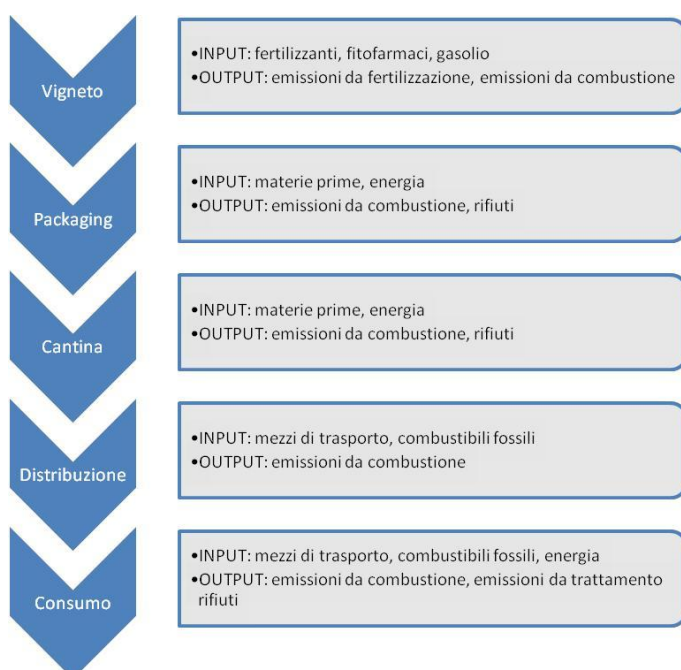 Vigneto
•INPUT: fertilizzanti, fitofarmaci, gasolio
•OUTPUT: emissioni da fertilizzazione, emissioni da combustione
Packaging
•INPUT: materie prime, energia
•OUTPUT: emissioni da combustione, rifiuti
Cantina
•INPUT: materie prime, energia
•OUTPUT: emissioni da combustione, rifiuti
Distribuzione
•INPUT: mezzi di trasporto, combustibili fossili
•OUTPUT: emissioni da combustione
Consumo
•INPUT: mezzi di trasporto, combustibili fossili, energia
•OUTPUT: emissioni da combustione, emissioni da trattamento
rifiuti